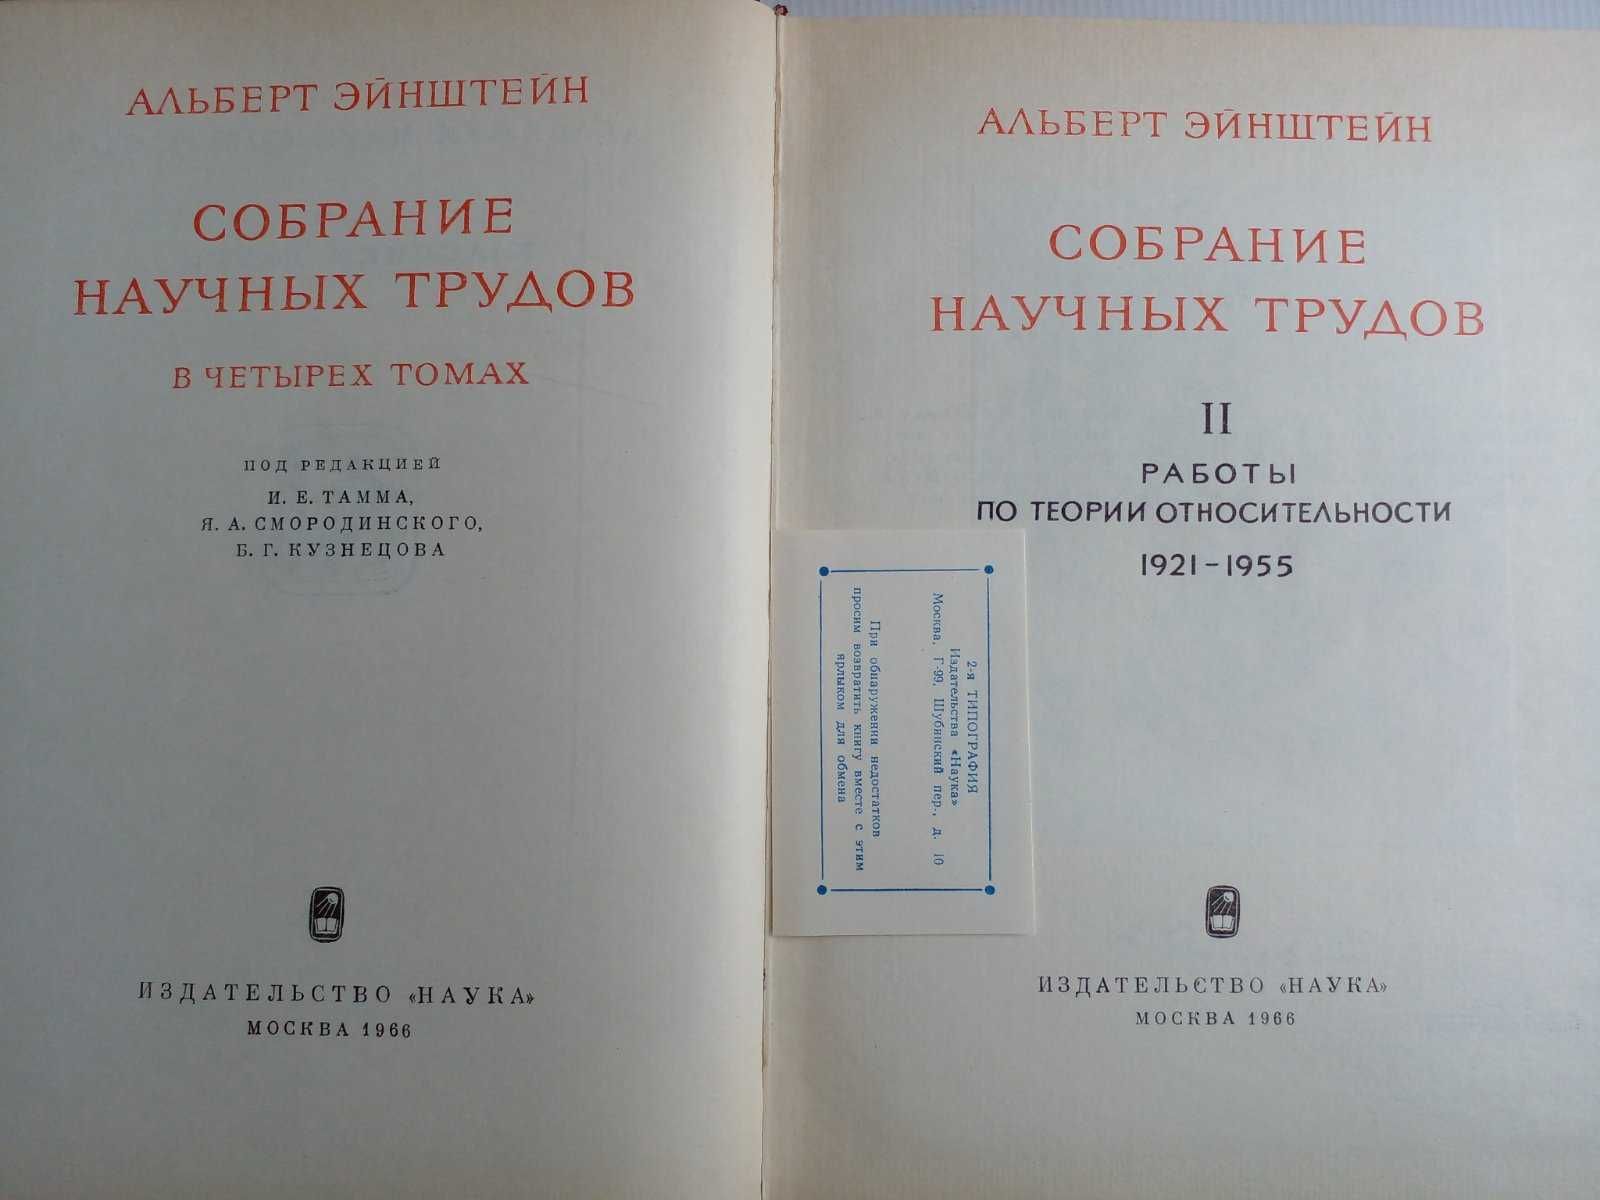 АЛЬБЕРТ ЭЙНШТЕЙН
СОБРАНИЕ
НАУЧНЫХ ТРУДОВ
В ЧЕТЫРЕХ ТОМАХ
ПОД РЕДАКЦИЕЙ
И. Е. ТАММА,
Я. А. СМОРОДИНСКОГО,
Б. Г. КУЗНЕЦОВА
ИЗДАТЕЛЬСТВО «НАУКА»
МОСКВА 1966
АЛЬБЕРТ ЭЙНШТЕЙН
СОБРАНИЕ
НАУЧНЫХ ТРУДОВ
II
РАБОТЫ
ПО ТЕОРИИ ОТНОСИТЕЛЬНОСТИ
1921-1955
2-я ТИПОГРАФИЯ
Издательства «Наука»
Москва, Г-99, Шубинский пер., д. 10
При обнаружении недостатков
просим возвратить книгу вместе с этим
ярлыком для обмена
ИЗДАТЕЛЬСТВО «НАУКА»
МОСКВА 1966